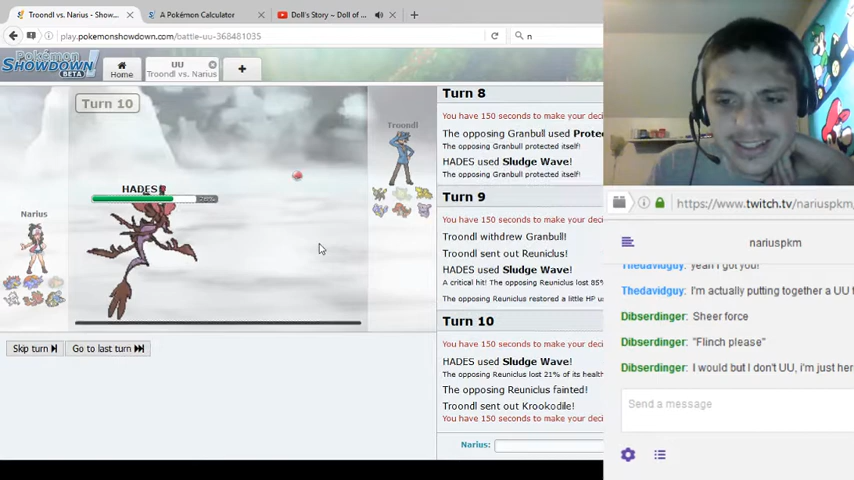 Troondl vs. Narius - Show...
A Pokémon Calculator
Doll's Story ~ Doll of ...
play.pokemonshowdown.com/battle-uu-368481035
n
Pokémon
SHOWDOWN
BETA
Home
UU
Troondl vs. Narius
Turn 10
Troondl
HADES
Narius
Skip turn
Go to last turn
Turn 8
You have 150 seconds to make your deci
The opposing Granbull used Prote
The opposing Granbull protected itself!
HADES used Sludge Wave!
The opposing Granbull protected itself!
Turn 9
You have 150 seconds to make your deci
Troondl withdrew Granbull!
Troondl sent out Reuniclus!
HADES used Sludge Wave!
A critical hit! The opposing Reuniclus lost 85%
The opposing Reuniclus restored a little HP u
Turn 10
You have 150 seconds to make your deci
HADES used Sludge Wave!
The opposing Reuniclus lost 21% of its health
The opposing Reuniclus fainted!
Troondl sent out Krookodile!
You have 150 seconds to make your deci
Narius:
https://www.twitch.tv/nariuspkm
nariuspkm
Thedavidguy: yeah I got you!
Thedavidguy: I'm actually putting together a UU t
Dibserdinger: Sheer force
Dibserdinger: "Flinch please"
Dibserdinger: I would but I don't UU, i'm just her
Send a message